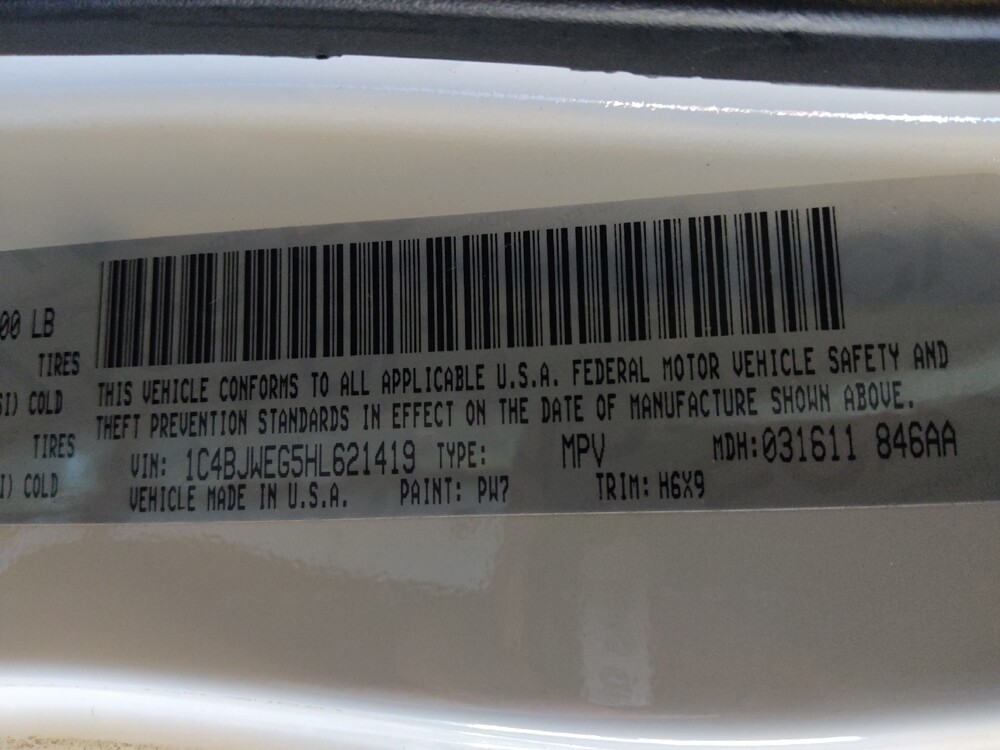 00 LB
TIRES
SI) COLD
TIRES
I) COLD
THIS VEHICLE CONFORMS TO ALL APPLICABLE U.S.A. FEDERAL MOTOR VEHICLE SAFETY AND
THEFT PREVENTION STANDARDS IN EFFECT ON THE DATE OF MANUFACTURE SHOWN ABOVE.
VIN: 1C4BJWEG5HL621419 TYPE: MPV MDH:031611 846AA
VEHICLE MADE IN U.S.A. PAINT: PW7 TRIM: H6X9